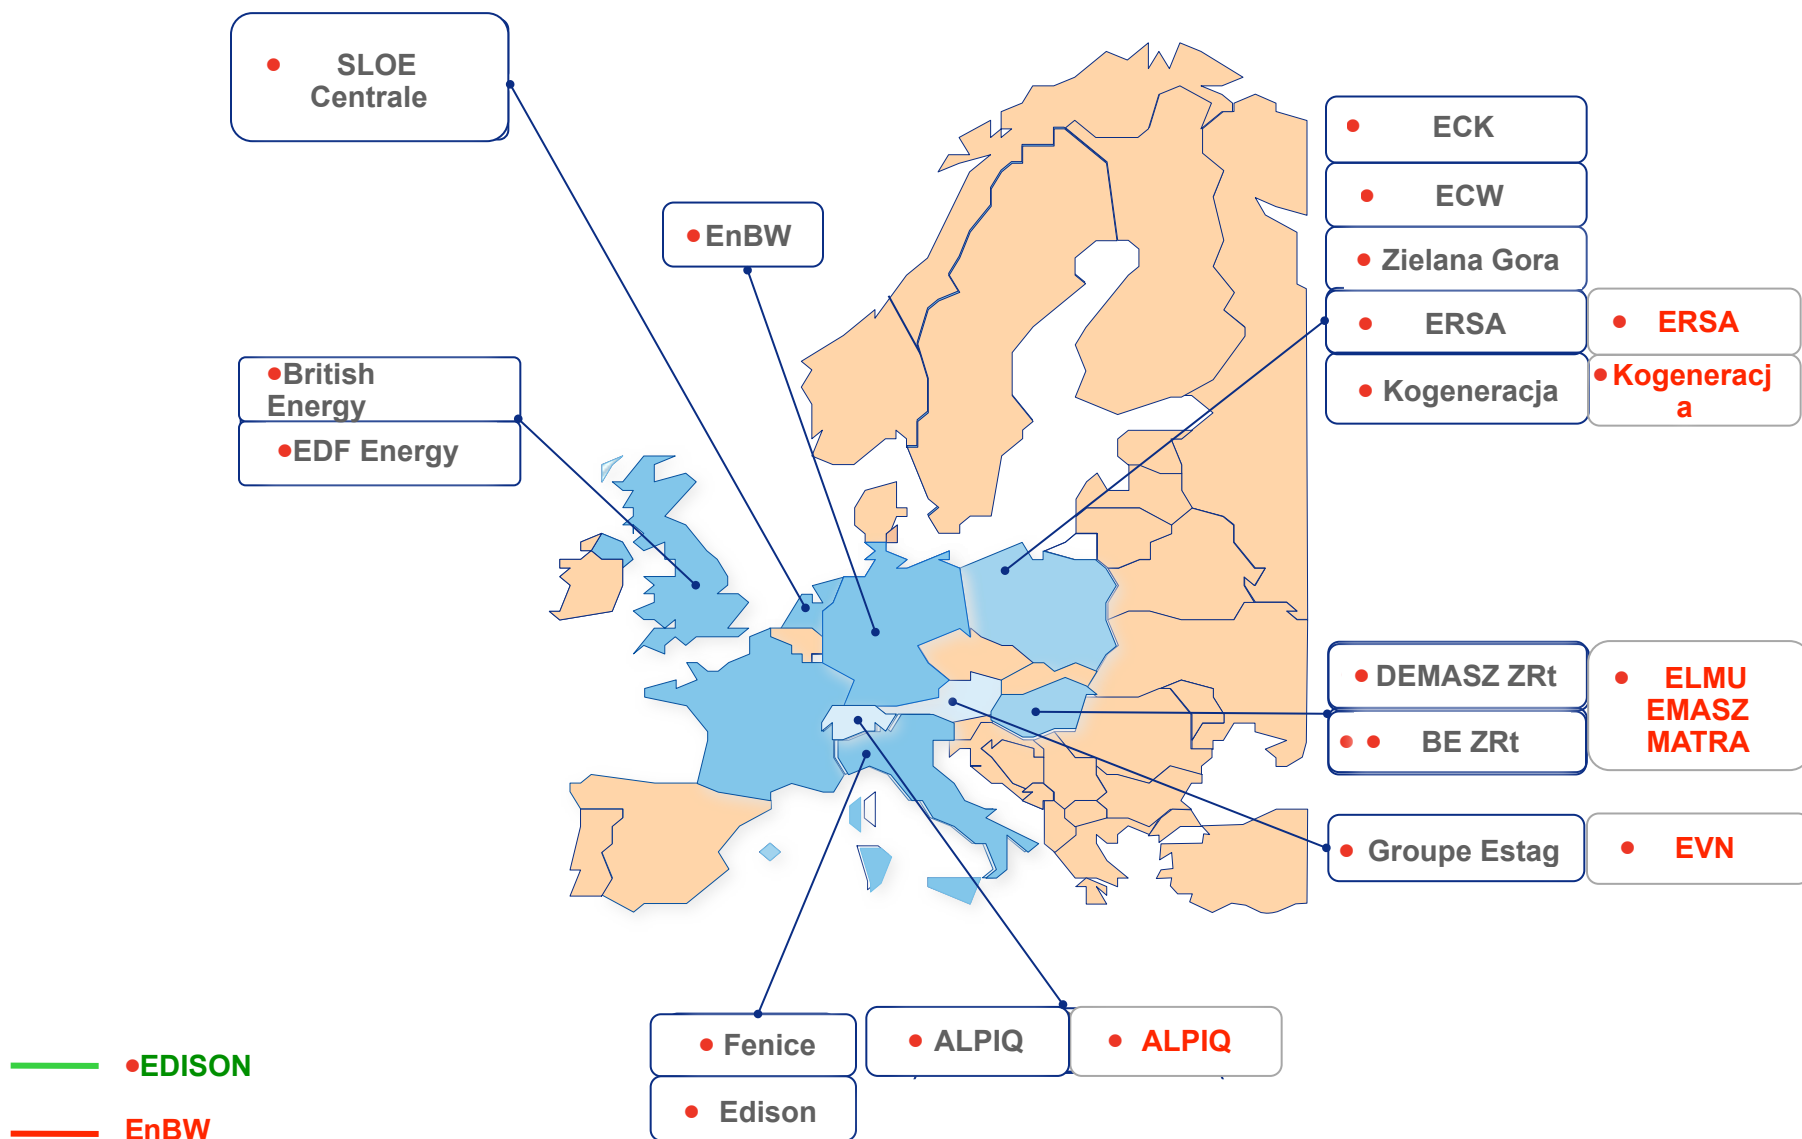 SLOE
Centrale
EnBW
British
Energy
EDF Energy
ECK
ECW
Zielana Gora
ERSA
ERSA
Kogeneracja
Kogeneracj
a
DEMASZ ZRt
BE ZRt
ELMU
EMASZ
MATRA
Groupe Estag
EVN
Fenice
Edison
ALPIQ
ALPIQ
EDISON
EnBW